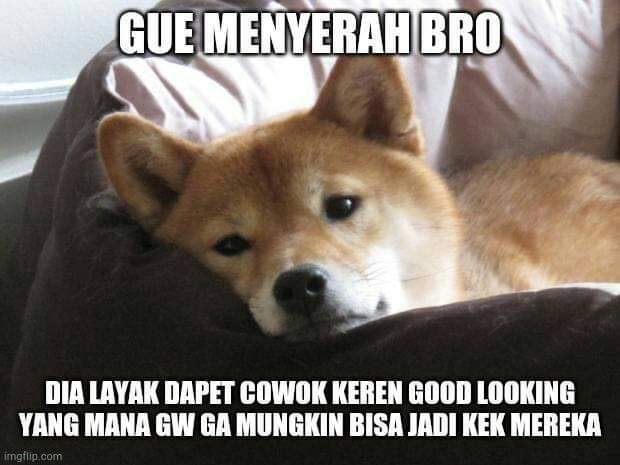 GUE MENYERAH BRO
DIA LAYAK DAPET COWOK KEREN GOOD LOOKING
YANG MANA GW GA MUNGKIN BISA JADI KEK MEREKA
imgflip.com